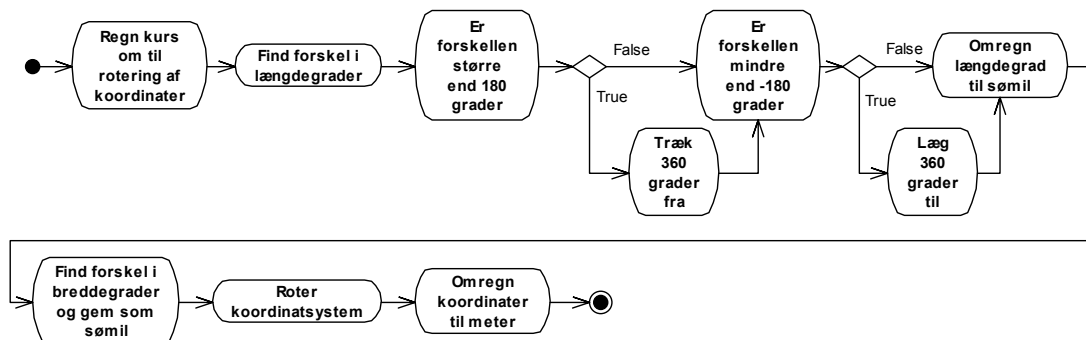 Regn kurs
om til
rotering af
koordinater
Find forskel i
længdegrader
Er
forskellen
større
end 180
grader
False
True
Er
forskellen
mindre
end -180
grader
False
True
Omregn
længdegrad
til sømil
Træk
360
grader
fra
Læg
360
grader
til
Find forskel i
breddegrader
og gem som
sømil
Roter
koordinatsystem
Omregn
koordinater
til meter